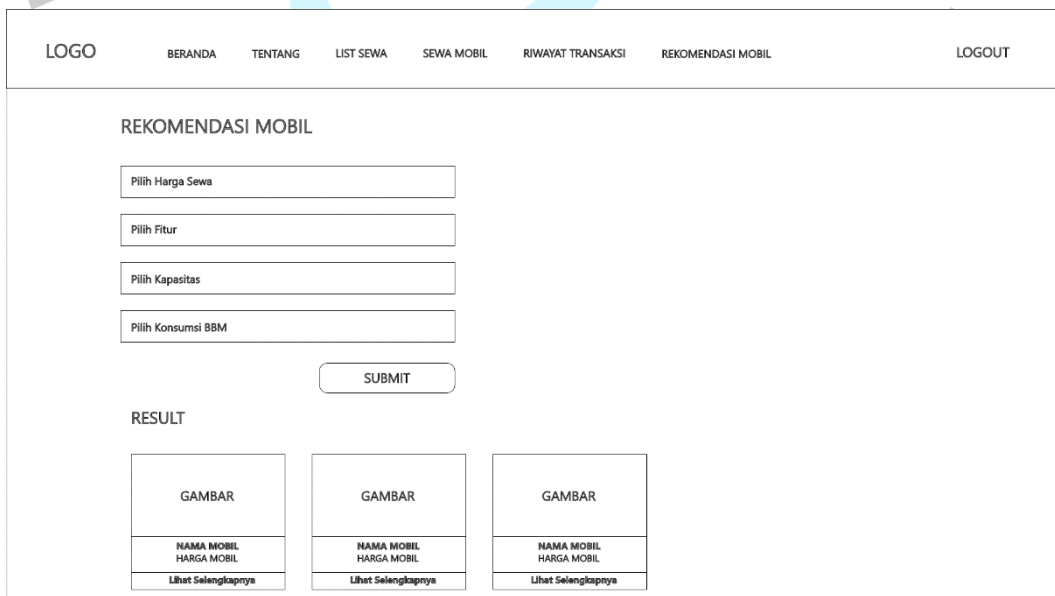 LOGO BERANDA TENTANG LIST SEWA SEWA MOBIL RIWAYAT TRANSAKSI REKOMENDASI MOBIL LOGOUT
REKOMENDASI MOBIL
Pilih Harga Sewa
Pilih Fitur
Pilih Kapasitas
Pilih Konsumsi BBM
SUBMIT
RESULT
GAMBAR GAMBAR GAMBAR
NAMA MOBIL NAMA MOBIL NAMA MOBIL
HARGA MOBIL HARGA MOBIL HARGA MOBIL
Lihat Selengkapnya Lihat Selengkapnya Lihat Selengkapnya